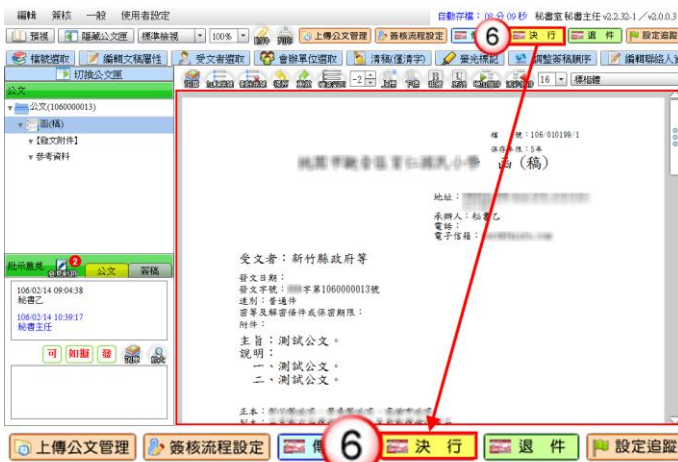 編輯 簽核 一般 使用者設定
自動存檔：08 分 09 秒 秘書室 秘書主任 v2.2.32-1／v2.0.0.3
預視 隱藏公文匣 標準檢視 100% 上傳公文管理 簽核流程設定 6 決 行 退 件 設定追蹤
檔號選取 編輯文稿屬性 受文者選取 會辦單位選取 清稿(僅清字) 螢光標記 調整簽稿順序 編輯聯絡人
切換公文匣
-2 16 標楷體
公文
公文(1060000013)
函(稿)
【發文附件】
參考資料
檔 號：106/010199/1
保存年限：5年
函（稿）
地址：
承辦人：秘書乙
電話：
電子信箱：
受文者：新竹縣政府等
發文日期：
發文字號： 字第1060000013號
速別：普通件
密等及解密條件或保密期限：
附件：
主旨：測試公文。
說明：
一、測試公文。
二、測試公文。
正本：
批示意見 2 公文 簽稿
106/02/14 09:04:38
秘書乙
106/02/14 10:39:17
秘書主任
可 如擬 發
上傳公文管理 簽核流程設定 6 決 行 退 件 設定追蹤